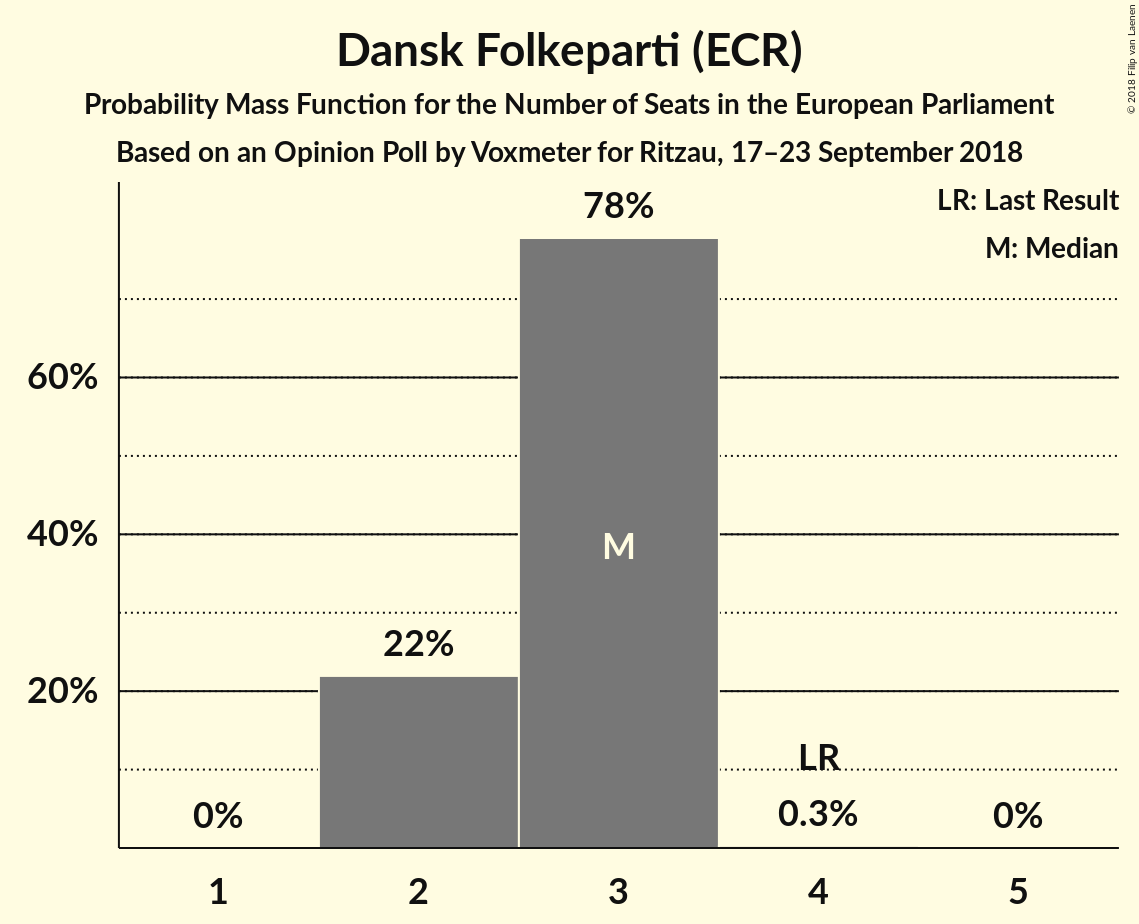 Dansk Folkeparti (ECR)
Probability Mass Function for the Number of Seats in the European Parliament
Based on an Opinion Poll by Voxmeter for Ritzau, 17–23 September 2018
© 2018 Filip van Laenen
LR: Last Result
M: Median
78%
60%
40%
M
22%
20%
LR
0%
0.3%
0%
1
2
3
4
5